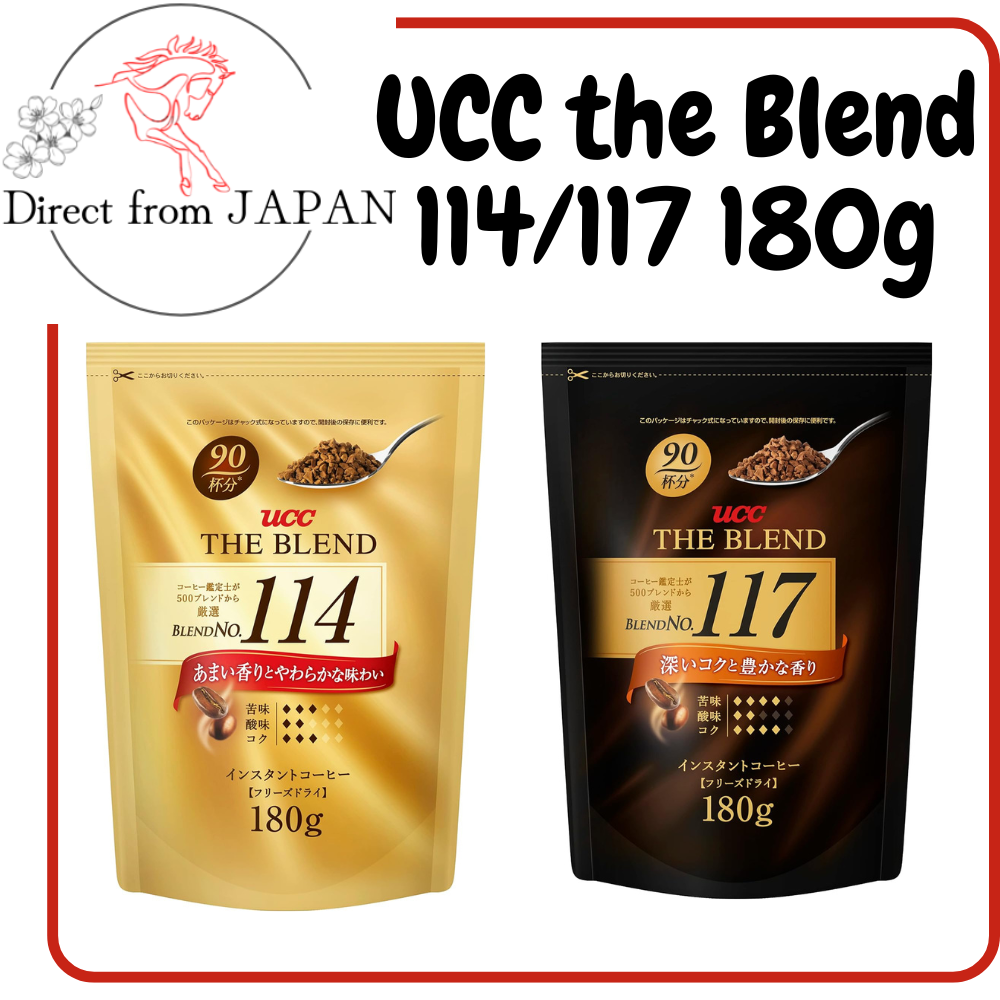 Direct from JAPAN
UCC the Blend
114/117 180g
ここからお切りください。
このパッケージはチャック式になっていますので、開封後の保存に便利です。
90
杯分*
UCC
THE BLEND
コーヒー鑑定士が
500ブレンドから
厳選
BLEND NO. 114
あまい香りとやわらかな味わい
苦味
酸味
コク
インスタントコーヒー
【フリーズドライ】
180g
ここからお切りください。
このパッケージはチャック式になっていますので、開封後の保存に便利です。
90
杯分*
UCC
THE BLEND
コーヒー鑑定士が
500ブレンドから
厳選
BLEND NO. 117
深いコクと豊かな香り
苦味
酸味
コク
インスタントコーヒー
【フリーズドライ】
180g